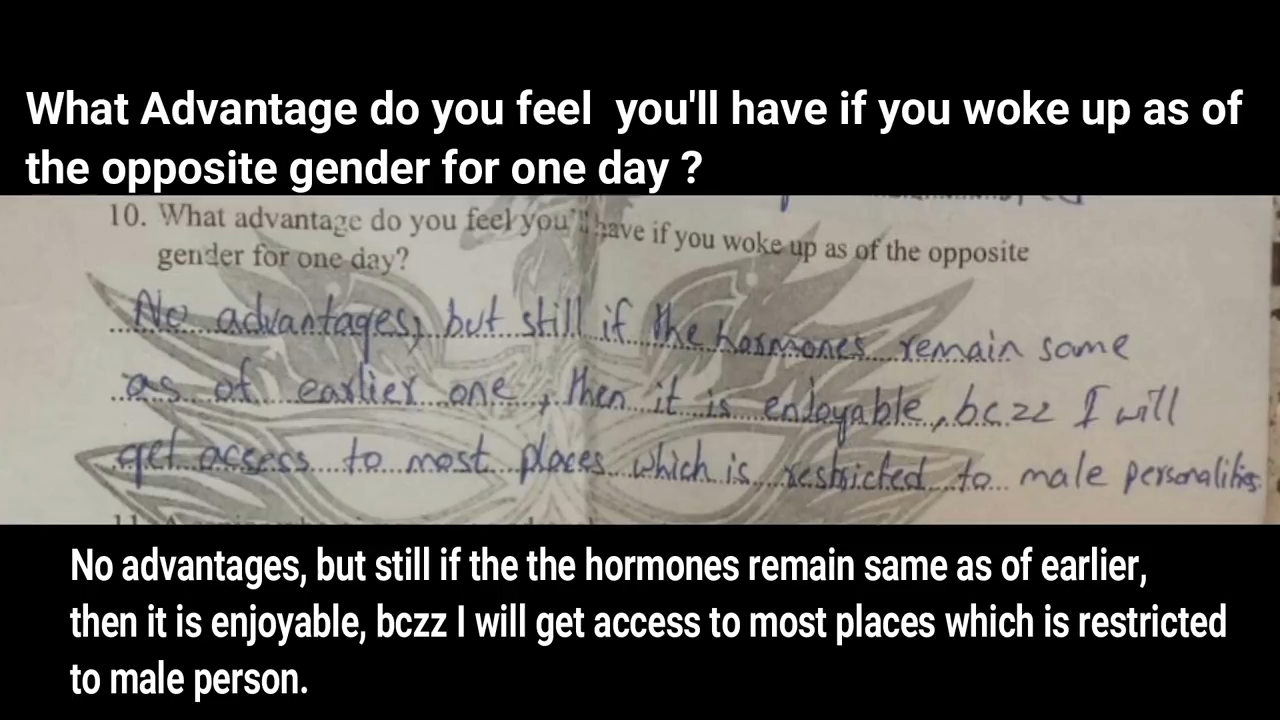 What Advantage do you feel you'll have if you woke up as of
the opposite gender for one day ?
10. What advantage do you feel you'll have if you woke up as of the opposite
gender for one day?
No advantages, but still if the hormones remain same
as of earlier one, then it is enjoyable, bczz I will
get access to most places which is restricted to male personalities
No advantages, but still if the the hormones remain same as of earlier,
then it is enjoyable, bczz I will get access to most places which is restricted
to male person.